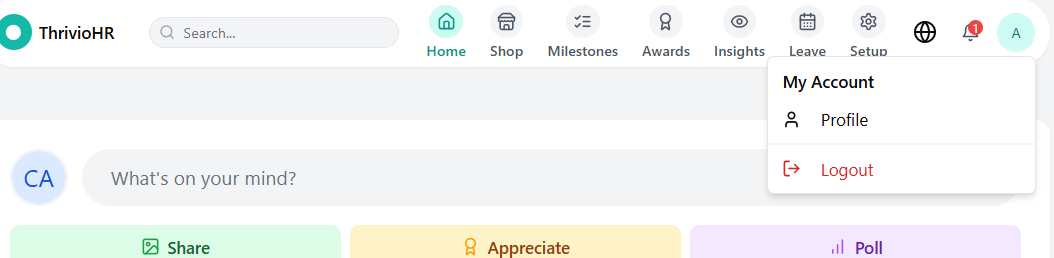 ThrivioHR
Search...
Home
Shop
Milestones
Awards
Insights
Leave
Setup
1
A
My Account
Profile
Logout
CA
What's on your mind?
Share
Appreciate
Poll